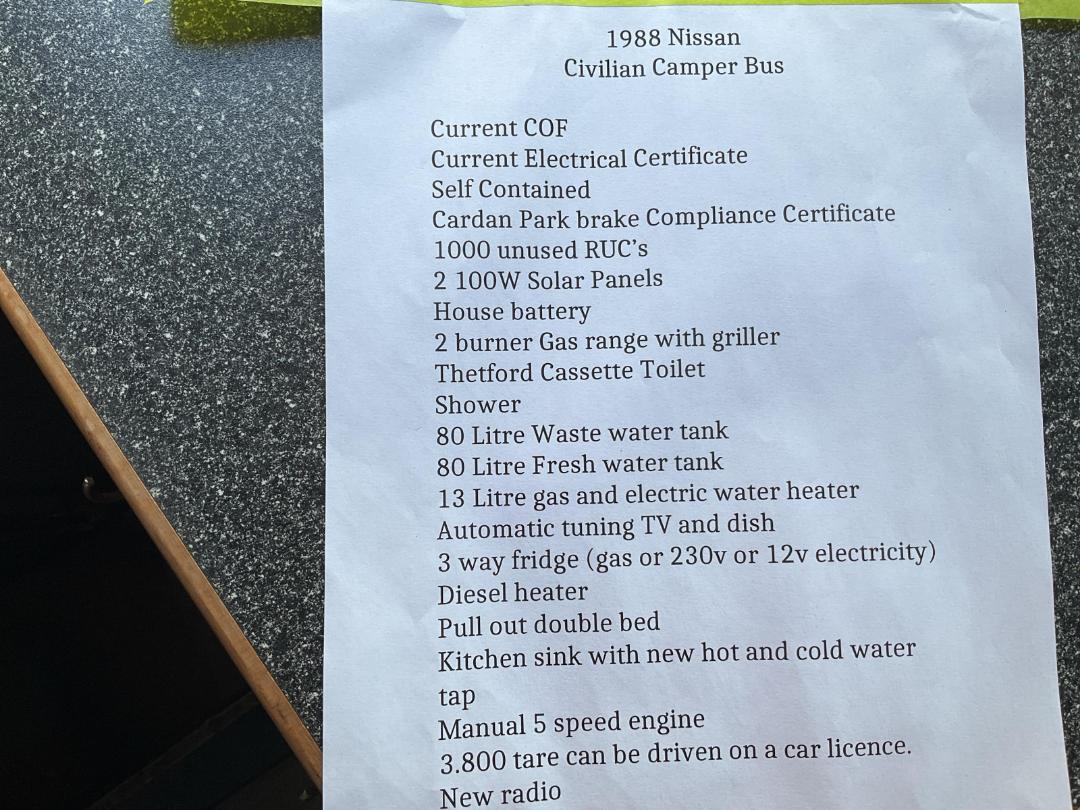 1988 Nissan
Civilian Camper Bus
Current COF
Current Electrical Certificate
Self Contained
Cardan Park brake Compliance Certificate
1000 unused RUC’s
2 100W Solar Panels
House battery
2 burner Gas range with griller
Thetford Cassette Toilet
Shower
80 Litre Waste water tank
80 Litre Fresh water tank
13 Litre gas and electric water heater
Automatic tuning TV and dish
3 way fridge (gas or 230v or 12v electricity)
Diesel heater
Pull out double bed
Kitchen sink with new hot and cold water
tap
Manual 5 speed engine
3.800 tare can be driven on a car licence.
New radio